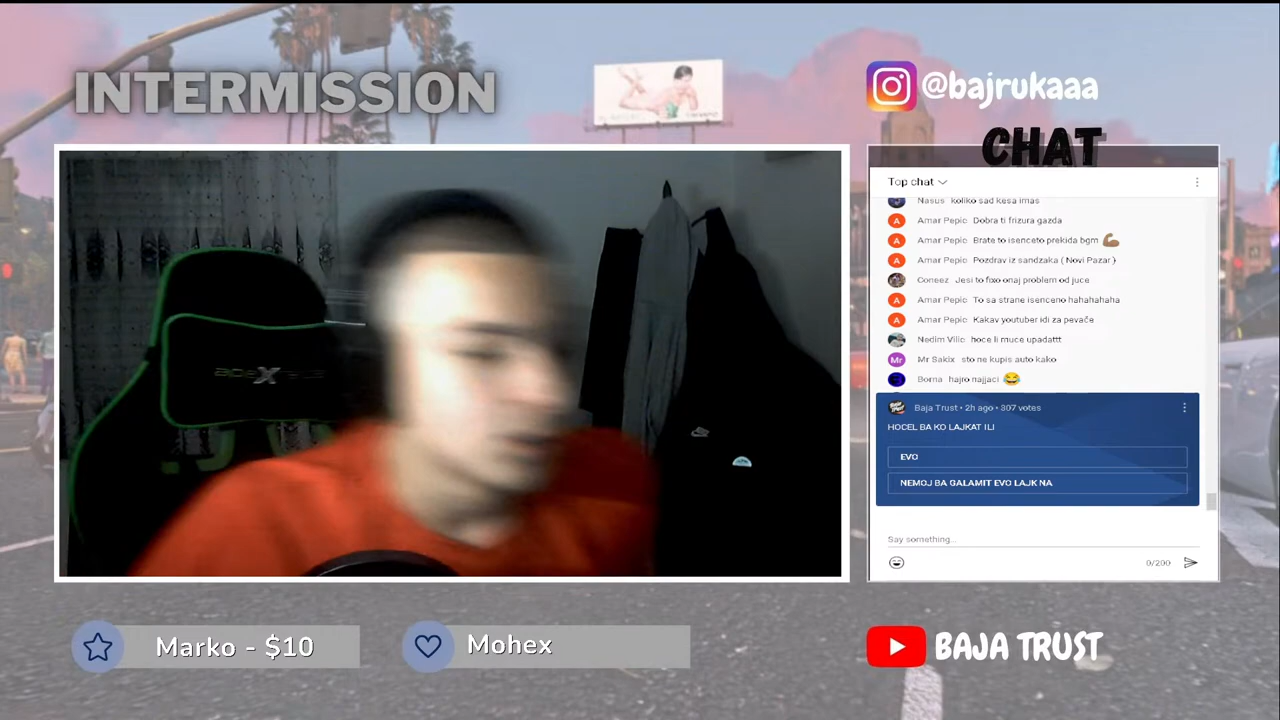 INTERMISSION
@bajrukaaa
CHAT
Top chat
Nasus koliko sad kesa imas
Amar Pepic Dobra ti frizura gazda
Amar Pepic Brate to isenceto prekida bgm
Amar Pepic Pozdrav iz sandzaka ( Novi Pazar )
Coneez Jesi to fixo onaj problem od juce
Amar Pepic To sa strane isenceno hahahahaha
Amar Pepic Kakav youtuber idi za pevače
Nedim Vilic hoce li muce upadattt
Mr Sakix sto ne kupis auto kako
Borna hajro najjaci 😂
Baja Trust • 2h ago • 307 votes
HOCEL BA KO LAJKAT ILI
EVO
NEMOJ BA GALAMIT EVO LAJK NA
Say something...
0/200
apex
Marko - $10
Mohex
BAJA TRUST